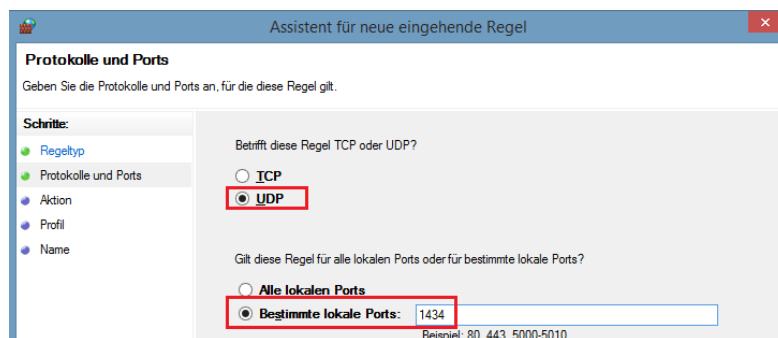 Assistent für neue eingehende Regel
Protokolle und Ports
Geben Sie die Protokolle und Ports an, für die diese Regel gilt.
Schritte:
Regeltyp
Protokolle und Ports
Aktion
Profil
Name
Betrifft diese Regel TCP oder UDP?
TCP
UDP
Gilt diese Regel für alle lokalen Ports oder für bestimmte lokale Ports?
Alle lokalen Ports
Bestimmte lokale Ports: 1434
Beispiel: 80, 443, 5000-5010